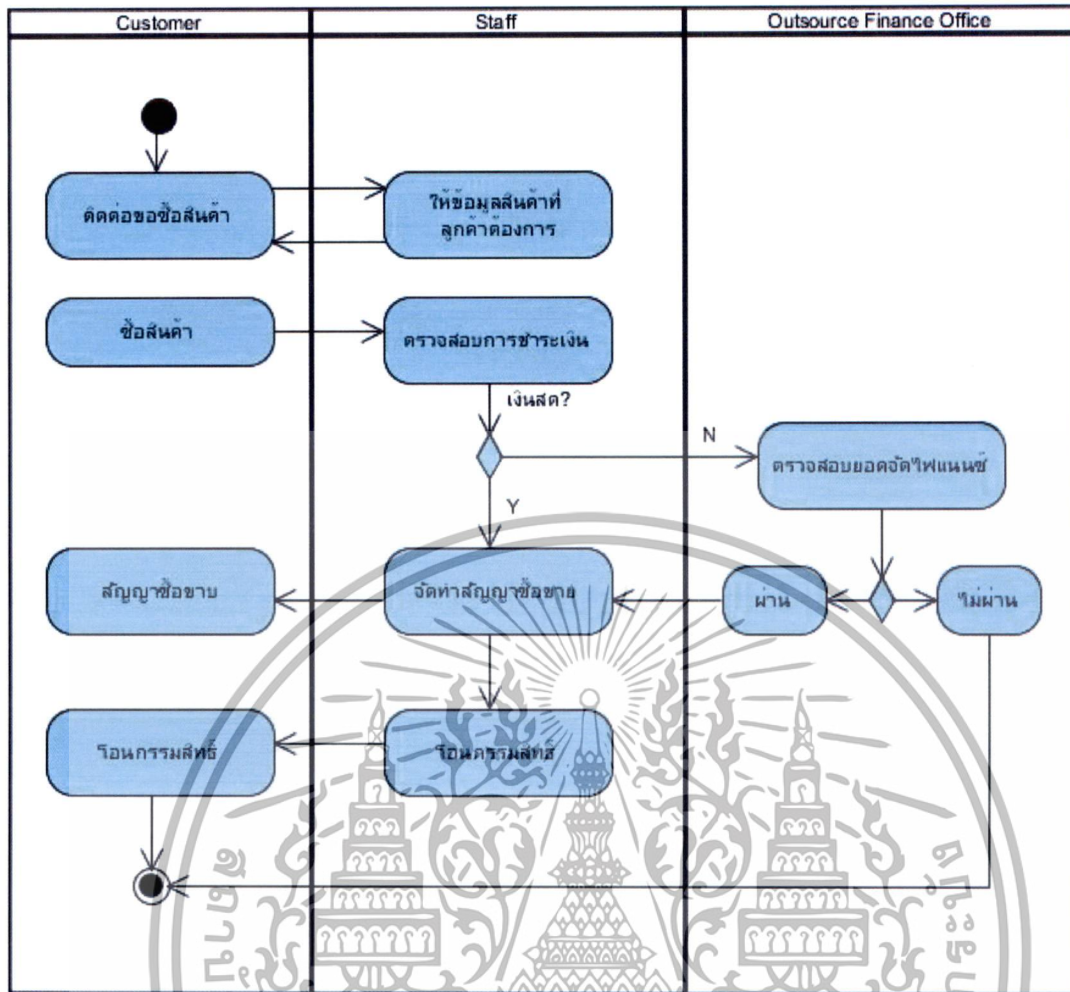 Customer
Staff
Outsource Finance Office
ติดต่อขอซื้อสินค้า
ให้ข้อมูลสินค้าที่
ลูกค้าต้องการ
ซื้อสินค้า
ตรวจสอบการชำระเงิน
เงินสด?
N
ตรวจสอบยอดจัดไฟแนนซ์
Y
สัญญาซื้อขาย
จัดทำสัญญาซื้อขาย
ผ่าน
ไม่ผ่าน
โอนกรรมสิทธิ์
โอนกรรมสิทธิ์